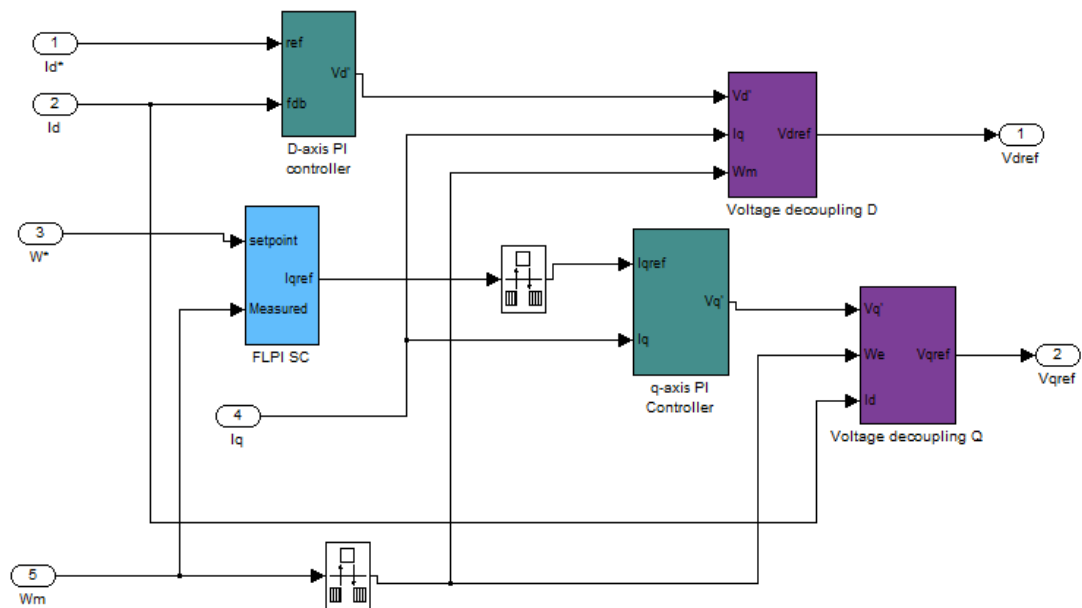 1
Id*
2
Id
ref
Vd'
fdb
D-axis PI
controller
Vd'
Iq
Vdref
Wm
Voltage decoupling D
1
Vdref
3
W*
setpoint
Iqref
Measured
FLPI SC
Iqref
Vq'
Iq
q-axis PI
Controller
Vq'
We
Vqref
Id
Voltage decoupling Q
2
Vqref
4
Iq
5
Wm